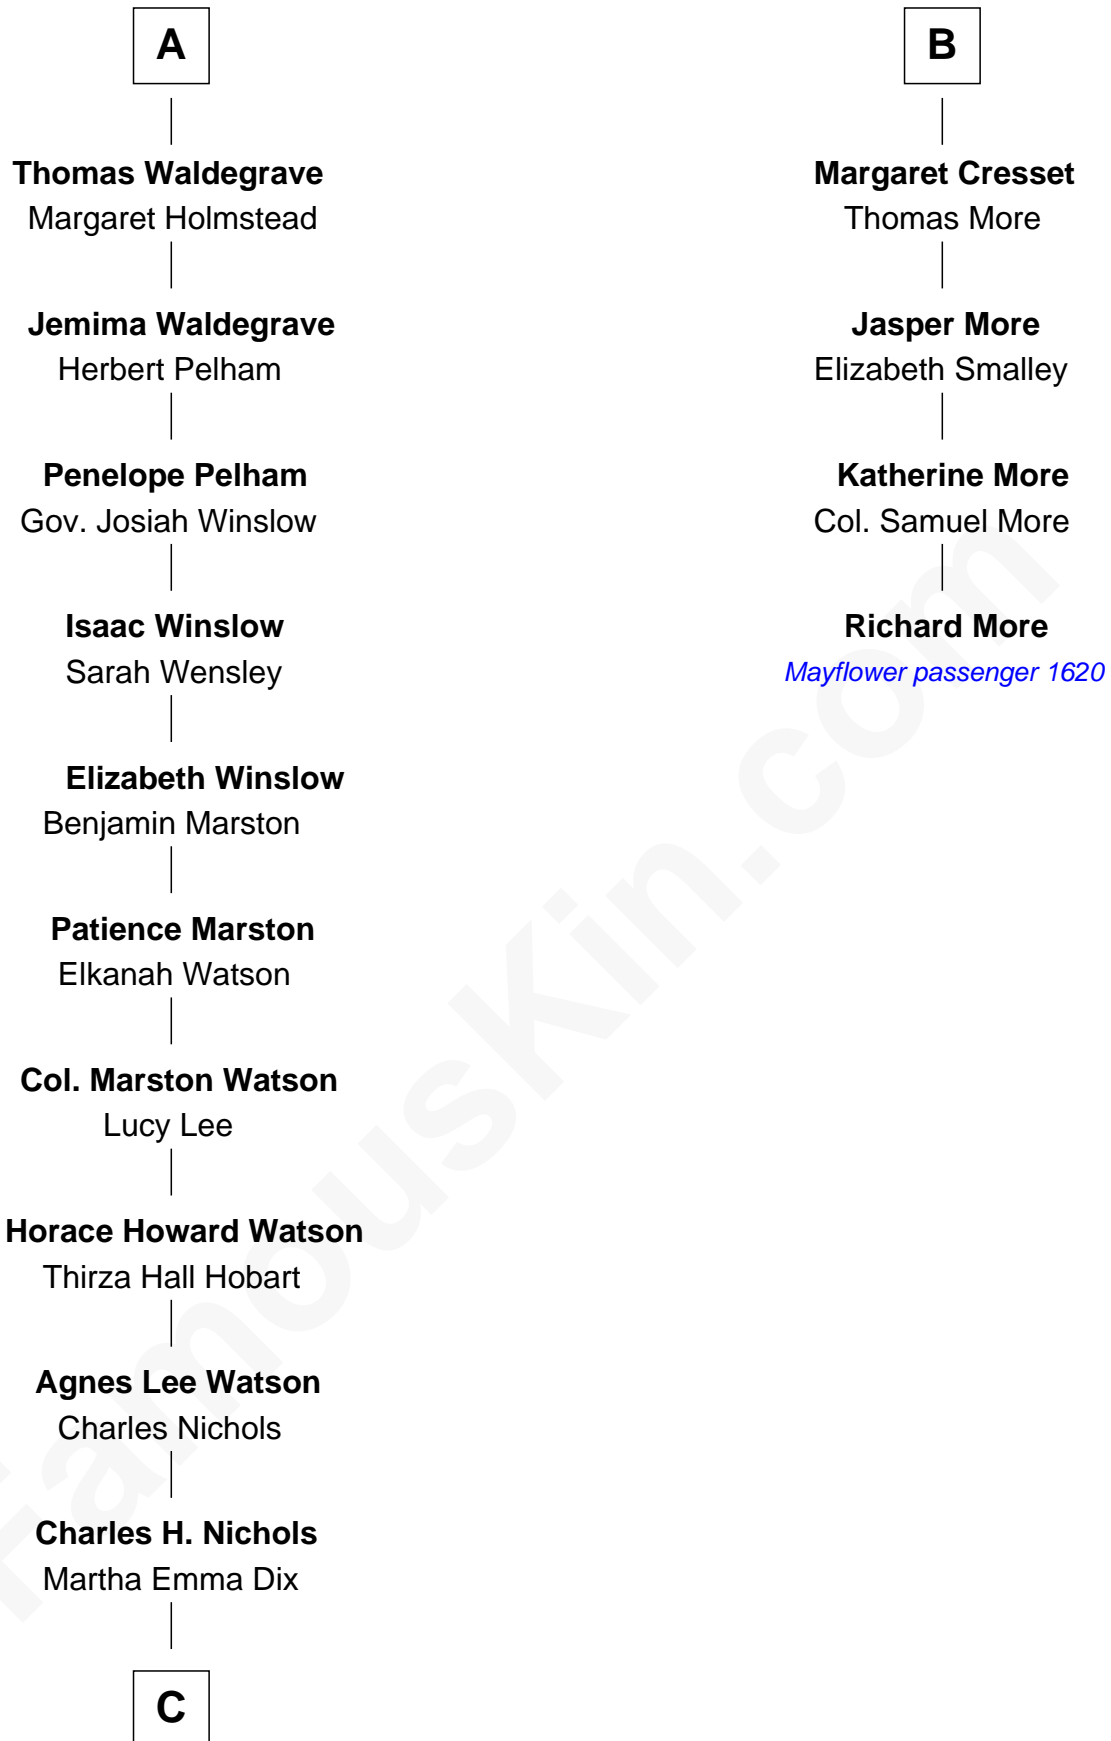 A
Thomas Waldegrave
Margaret Holmstead
Jemima Waldegrave
Herbert Pelham
Penelope Pelham
Gov. Josiah Winslow
Isaac Winslow
Sarah Wensley
Elizabeth Winslow
Benjamin Marston
Patience Marston
Elkanah Watson
Col. Marston Watson
Lucy Lee
Horace Howard Watson
Thirza Hall Hobart
Agnes Lee Watson
Charles Nichols
Charles H. Nichols
Martha Emma Dix
C
B
Margaret Cresset
Thomas More
Jasper More
Elizabeth Smalley
Katherine More
Col. Samuel More
Richard More
Mayflower passenger 1620
FamousKin.com